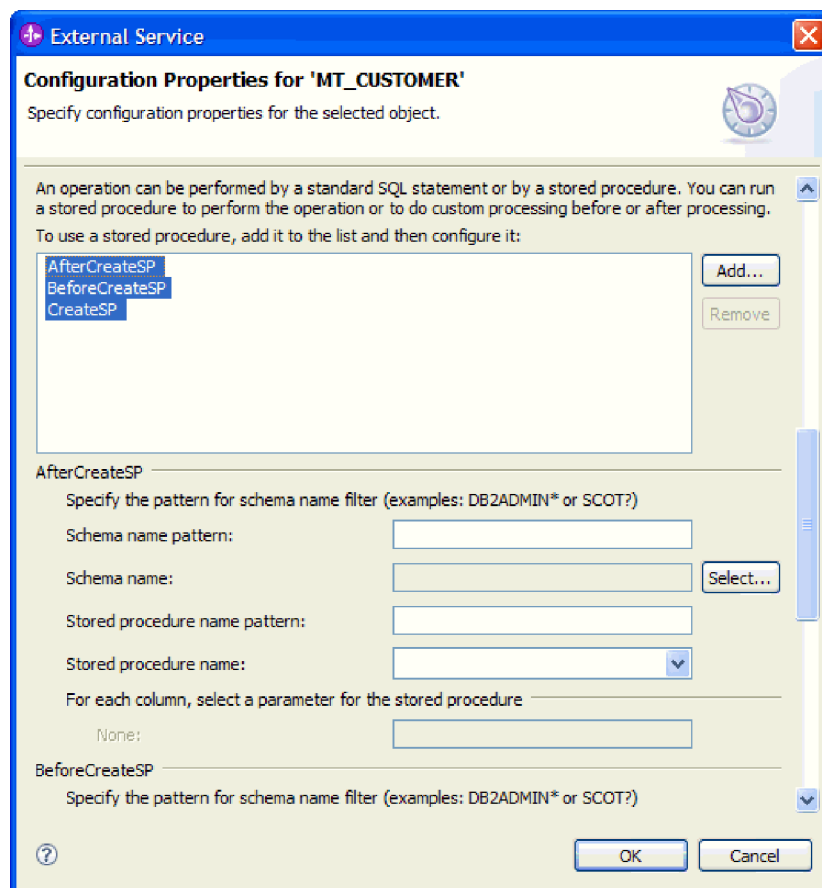 External Service
Configuration Properties for 'MT_CUSTOMER'
Specify configuration properties for the selected object.
An operation can be performed by a standard SQL statement or by a stored procedure. You can run
a stored procedure to perform the operation or to do custom processing before or after processing.
To use a stored procedure, add it to the list and then configure it:
AfterCreateSP
BeforeCreateSP
CreateSP
Add...
Remove
AfterCreateSP
Specify the pattern for schema name filter (examples: DB2ADMIN* or SCOT?)
Schema name pattern:
Schema name:
Select...
Stored procedure name pattern:
Stored procedure name:
For each column, select a parameter for the stored procedure
None:
BeforeCreateSP
Specify the pattern for schema name filter (examples: DB2ADMIN* or SCOT?)
?
OK
Cancel